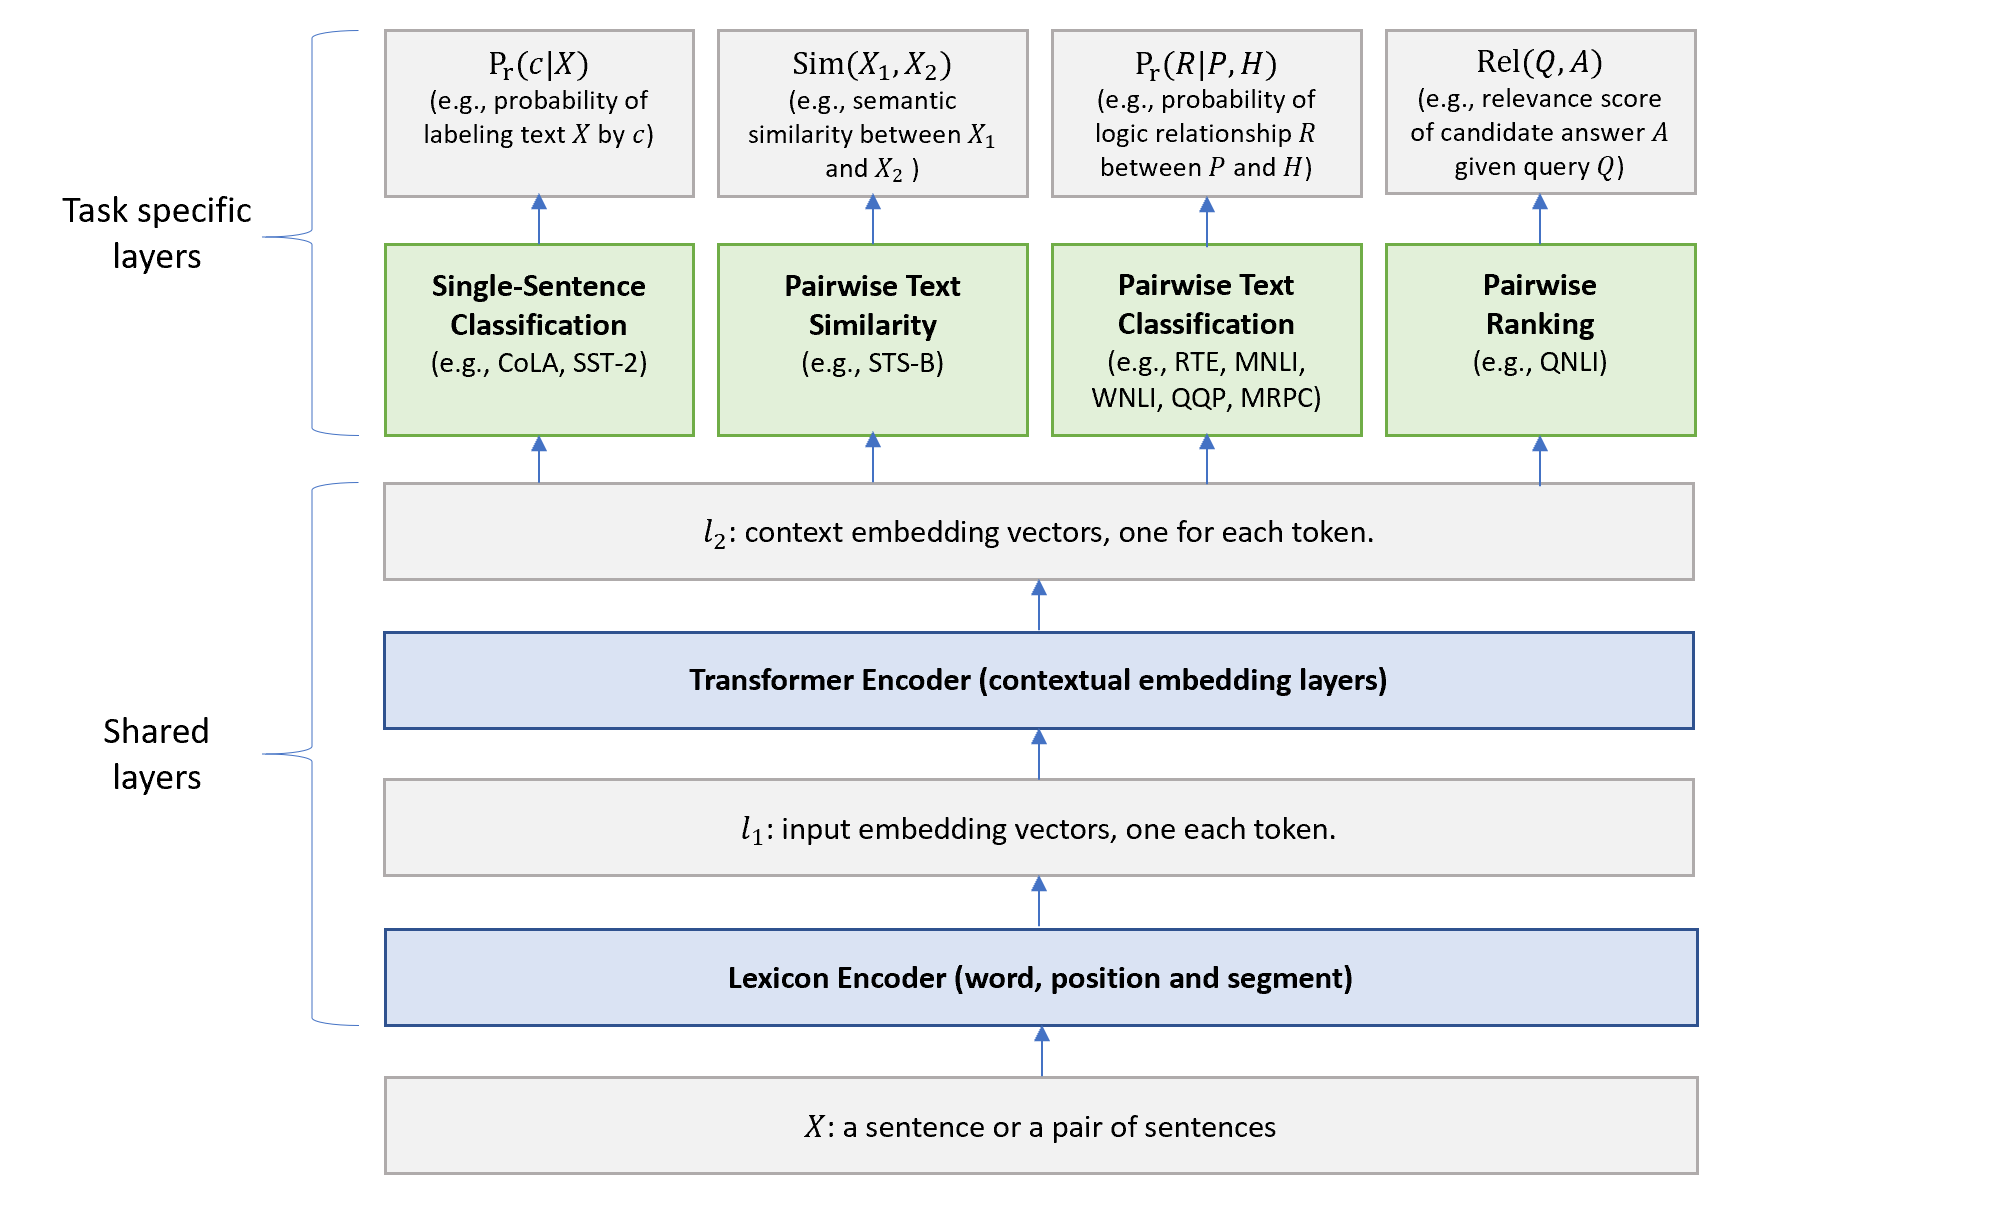 P_r(c|X)
(e.g., probability of
labeling text X by c)
Sim(X₁, X₂)
(e.g., semantic
similarity between X₁
and X₂ )
P_r(R|P, H)
(e.g., probability of
logic relationship R
between P and H)
Rel(Q, A)
(e.g., relevance score
of candidate answer A
given query Q)
Task specific
layers
Single-Sentence
Classification
(e.g., CoLA, SST-2)
Pairwise Text
Similarity
(e.g., STS-B)
Pairwise Text
Classification
(e.g., RTE, MNLI,
WNLI, QQP, MRPC)
Pairwise
Ranking
(e.g., QNLI)
Shared
layers
l₂: context embedding vectors, one for each token.
Transformer Encoder (contextual embedding layers)
l₁: input embedding vectors, one each token.
Lexicon Encoder (word, position and segment)
X: a sentence or a pair of sentences